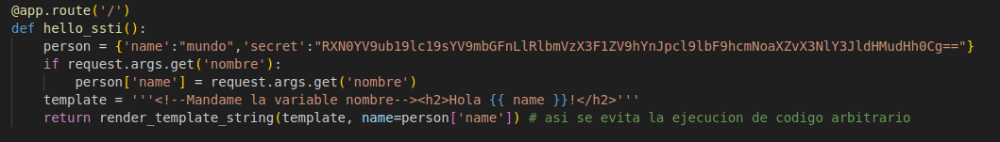 @app.route('/')
def hello_ssti():
person = {'name':"mundo",'secret':"RXN0YV9ub19lc19sYV9mbGFnLlRlbmVzX3F1ZV9hYnJpcl9lbF9hcmNoaXZvX3NlY3JldHMudHh0Cg=="}
if request.args.get('nombre'):
person['name'] = request.args.get('nombre')
template = '''<!--Mandame la variable nombre--><h2>Hola {{ name }}!</h2>'''
return render_template_string(template, name=person['name']) # asi se evita la ejecucion de codigo arbitrario